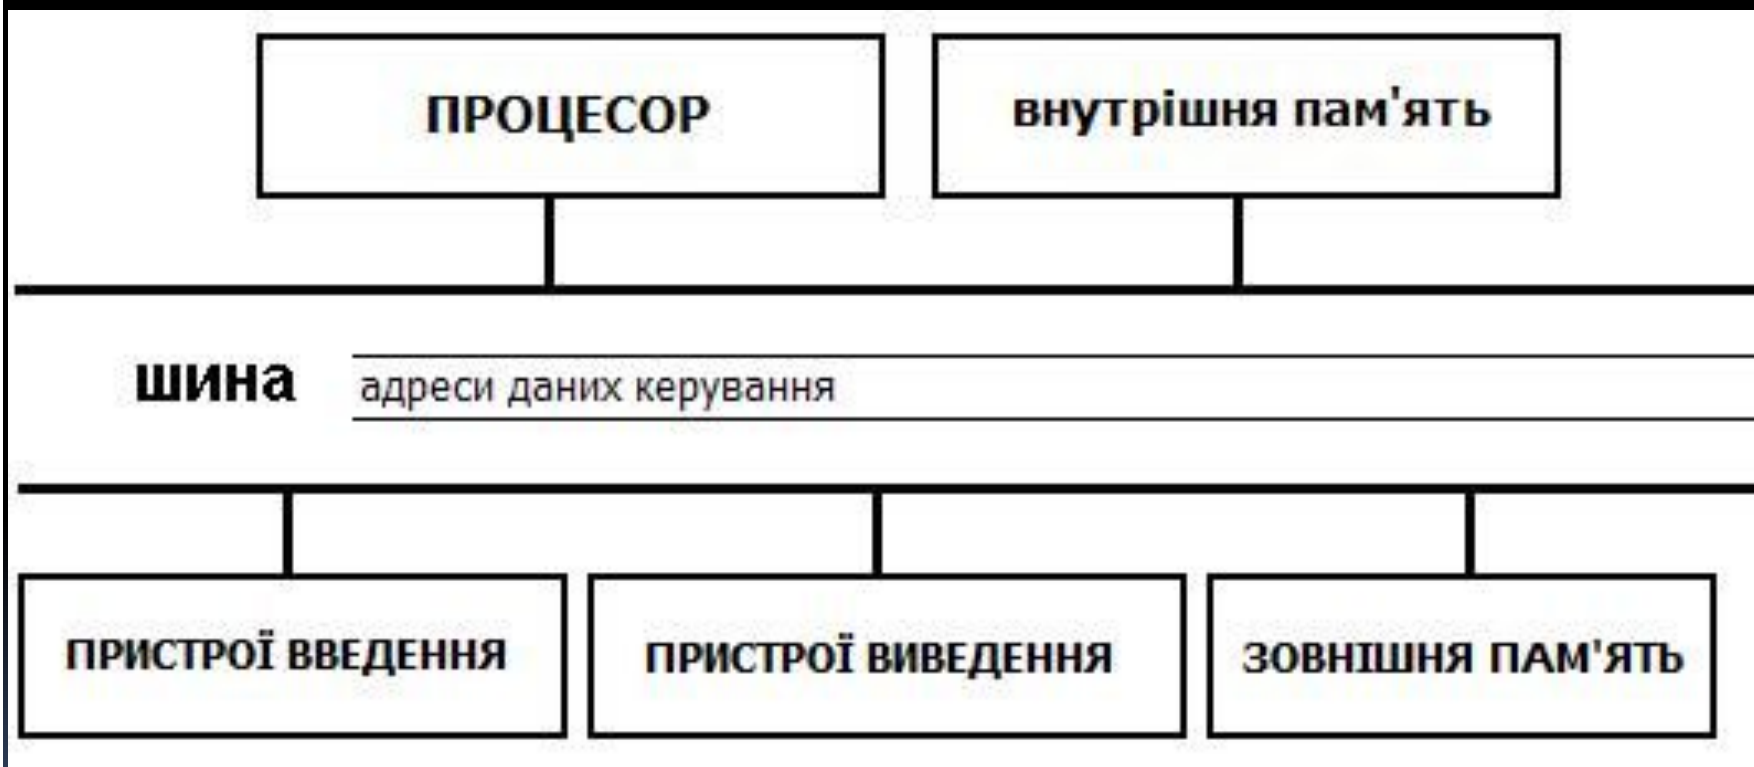 ПРОЦЕСОР
внутрішня пам'ять
шина
адреси даних керування
ПРИСТРОЇ ВВЕДЕННЯ
ПРИСТРОЇ ВИВЕДЕННЯ
ЗОВНІШНЯ ПАМ'ЯТЬ